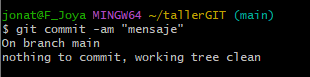 jonat@F_Joya MINGW64 ~/tallerGIT (main)
$ git commit -am "mensaje"
On branch main
nothing to commit, working tree clean